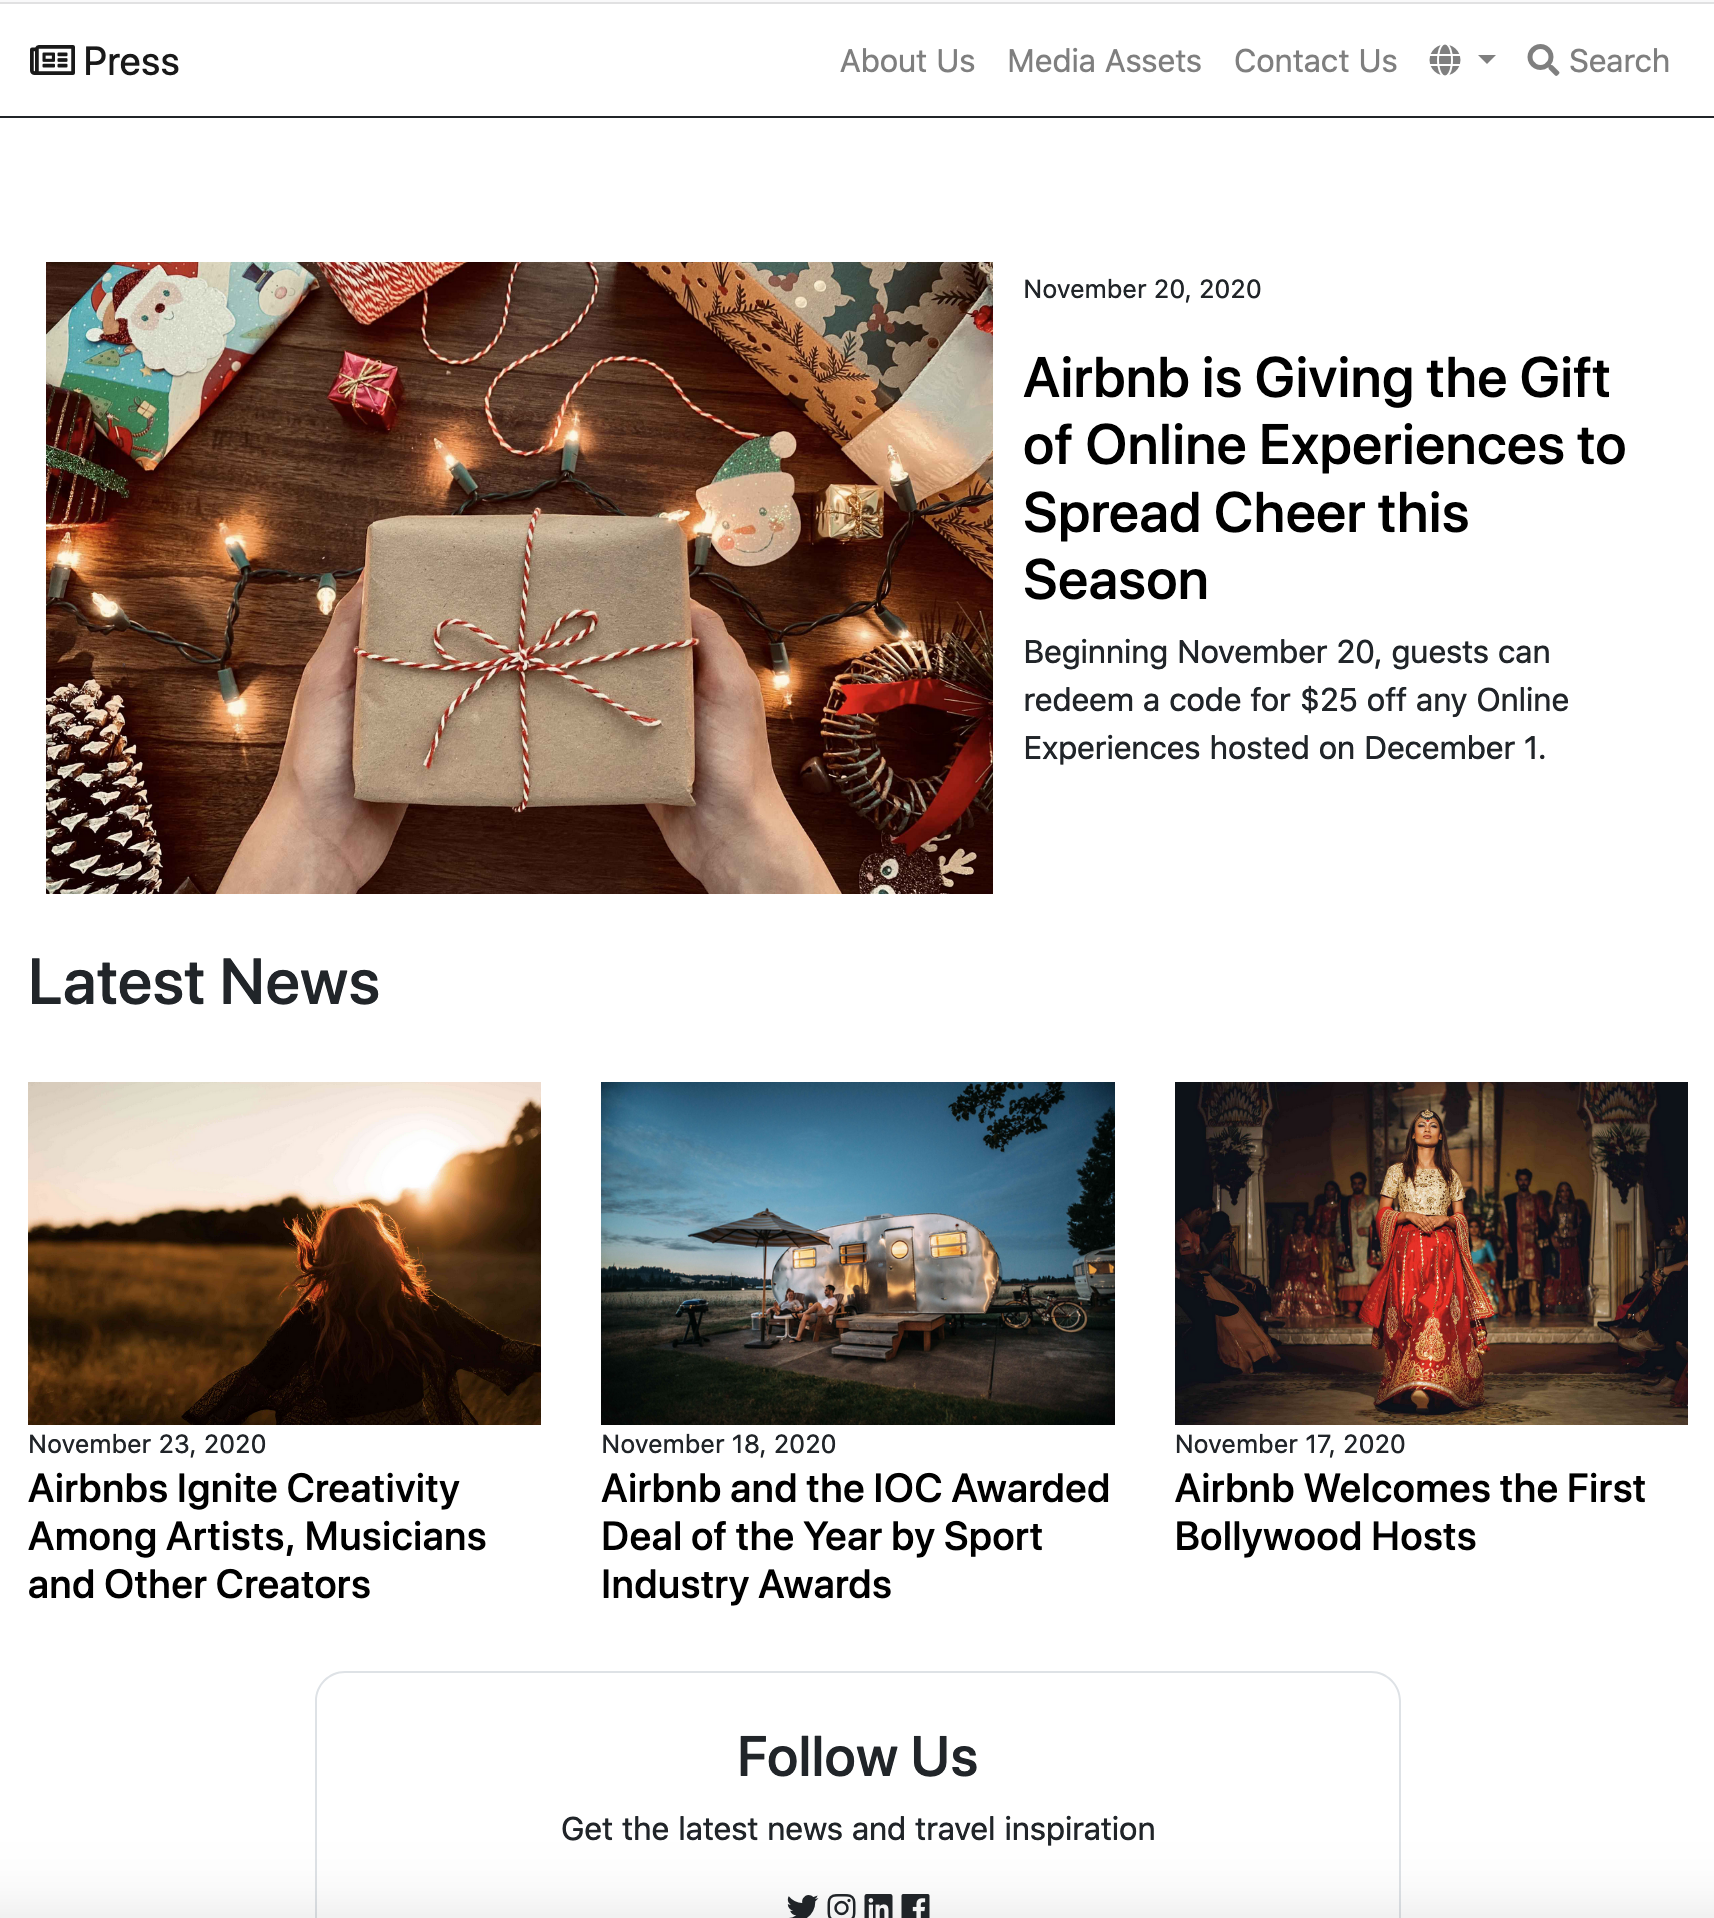 Press
About Us
Media Assets
Contact Us
Search
November 20, 2020
Airbnb is Giving the Gift
of Online Experiences to
Spread Cheer this
Season
Beginning November 20, guests can
redeem a code for $25 off any Online
Experiences hosted on December 1.
Latest News
November 23, 2020
Airbnbs Ignite Creativity
Among Artists, Musicians
and Other Creators
November 18, 2020
Airbnb and the IOC Awarded
Deal of the Year by Sport
Industry Awards
November 17, 2020
Airbnb Welcomes the First
Bollywood Hosts
Follow Us
Get the latest news and travel inspiration